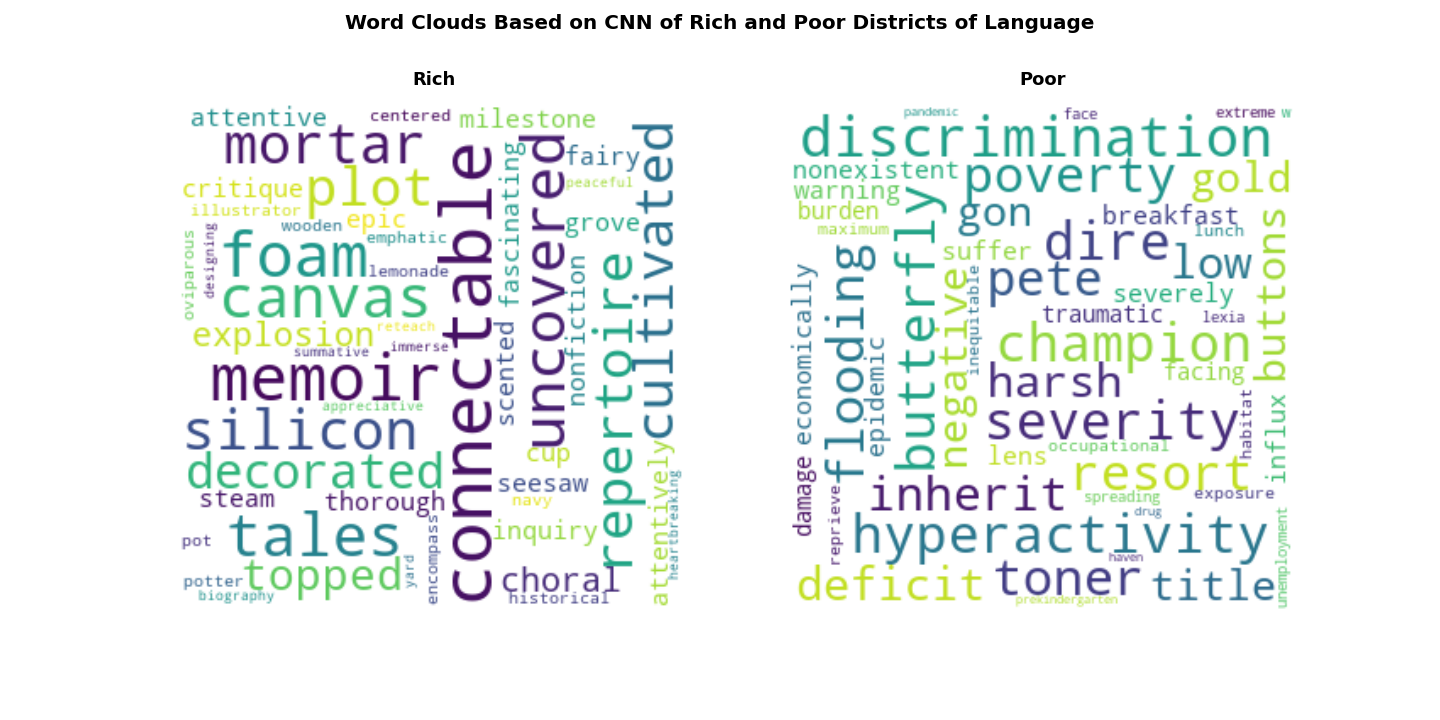 Word Clouds Based on CNN of Rich and Poor Districts of Language
Rich
attentive
centered
milestone
mortar
fairy
critique
plot
peaceful
illustrator
epic
wooden
emphatic
grove
foam
lemonade
oviparous
designing
canvas
explosion
reteach
summative
immerse
memoir
appreciative
silicon
decorated
steam
thorough
tales
pot
potter
topped
biography
yard
encompass
connectable
fascinating
scented
uncovered
nonfiction
repertoire
cultivated
cup
seesaw
navy
inquiry
attentively
heartbreaking
choral
historical
Poor
pandemic
face
extreme
w
discrimination
nonexistent
poverty
gold
warning
burden
gon
breakfast
maximum
lunch
suffer
dire
low
pete
severely
traumatic
lexia
champion
facing
harsh
severity
economically
flooding
epidemic
butterfly
negative
inequitable
buttons
habitat
influx
occupational
lens
resort
damage
reprieve
inherit
spreading
exposure
drug
hyperactivity
haven
unemployment
deficit
toner
title
prekindergarten